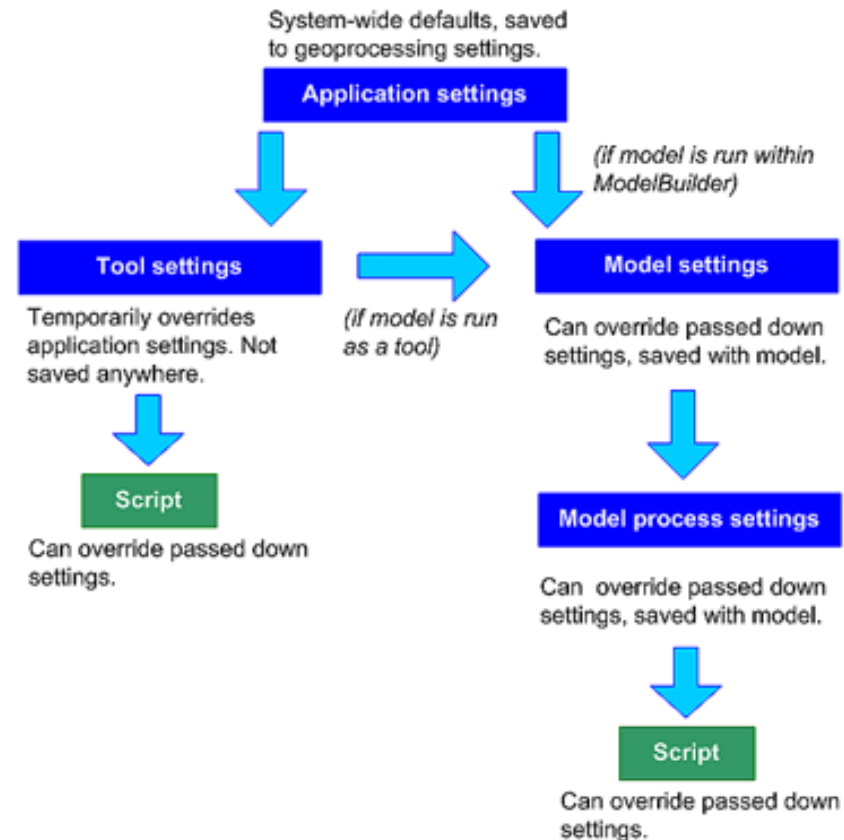 System-wide defaults, saved
to geoprocessing settings.
Application settings
(if model is run within
ModelBuilder)
Tool settings
Model settings
Temporarily overrides
application settings. Not
saved anywhere.
(if model is run
as a tool)
Can override passed down
settings, saved with model.
Script
Can override passed down
settings.
Model process settings
Can override passed down
settings, saved with model.
Script
Can override passed down
settings.